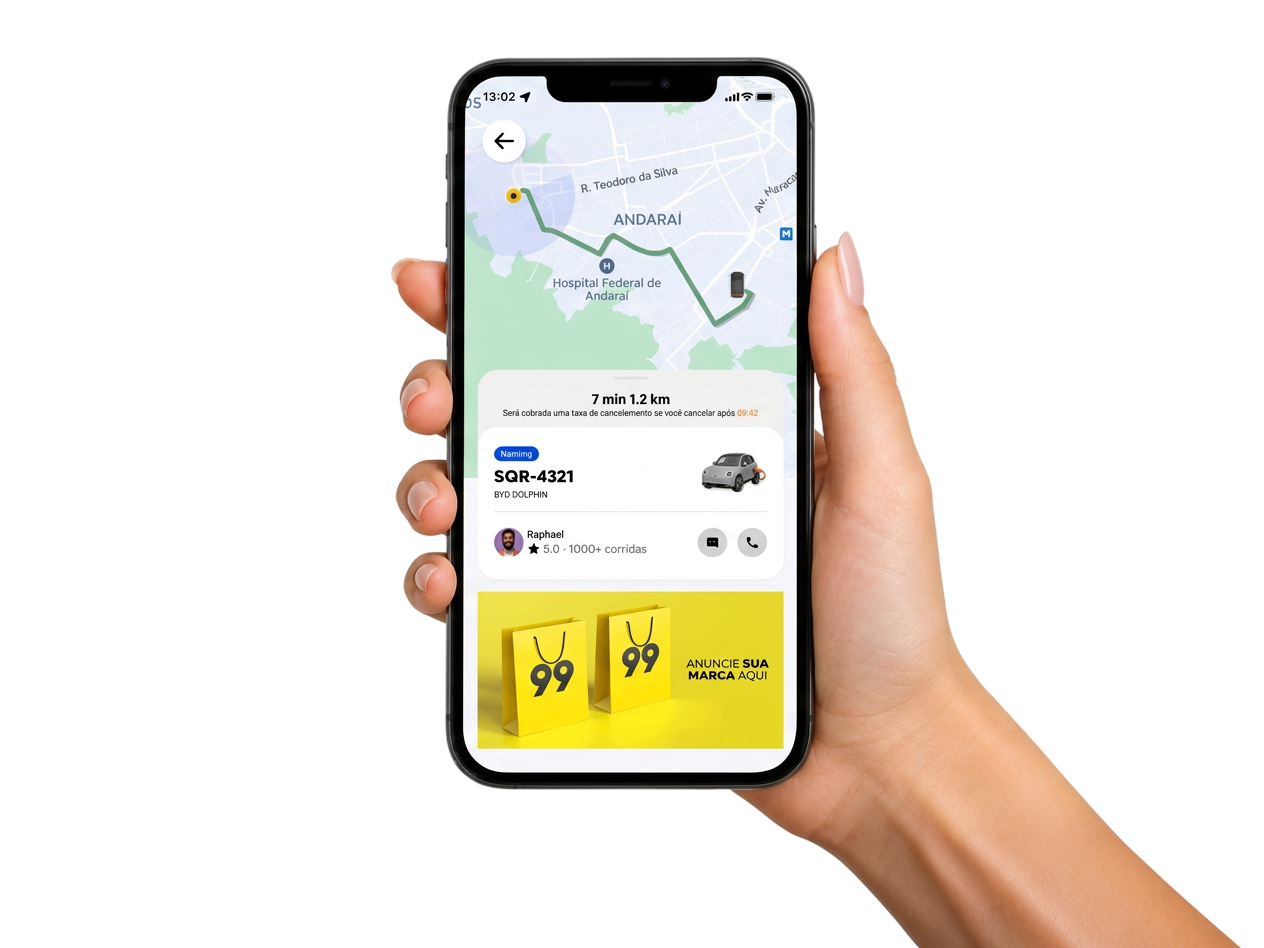 05
13:02
R. Teodoro da Silva
Av. Maraca
ANDARAÍ
M
H
Hospital Federal de
Andaraí
7 min 1.2 km
Será cobrada uma taxa de cancelemento se você cancelar após 09:42
Namimg
SQR-4321
BYD DOLPHIN
Raphael
5.0 · 1000+ corridas
99
99
ANUNCIE SUA
MARCA AQUI